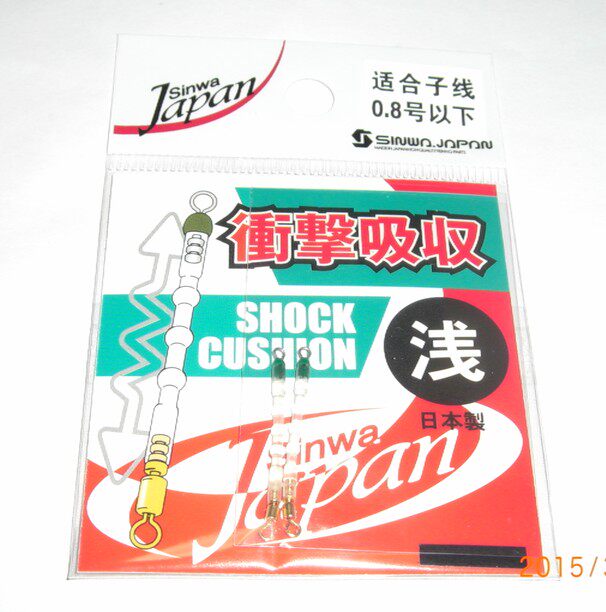 Sinwa
Japan
适合子线
0.8号以下
SINWA JAPAN
衝撃吸収
SHOCK
CUSHION
浅
日本製
Sinwa
Japan
2015/3